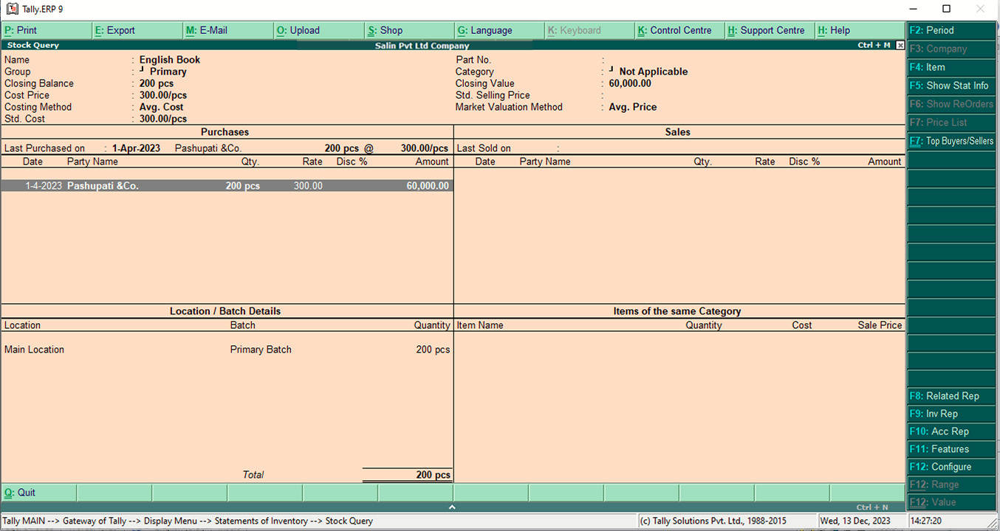 Tally.ERP 9
P: Print E: Export M: E-Mail O: Upload S: Shop G: Language K: Keyboard K: Control Centre H: Support Centre H: Help
Stock Query Salin Pvt Ltd Company Ctrl + M
Name : English Book Part No. :
Group : ┘ Primary Category : ┘ Not Applicable
Closing Balance : 200 pcs Closing Value : 60,000.00
Cost Price : 300.00/pcs Std. Selling Price :
Costing Method : Avg. Cost Market Valuation Method : Avg. Price
Std. Cost : 300.00/pcs
Purchases Sales
Last Purchased on : 1-Apr-2023 Pashupati &Co. 200 pcs @ 300.00/pcs Last Sold on :
Date Party Name Qty. Rate Disc % Amount Date Party Name Qty. Rate Disc % Amount
1-4-2023 Pashupati &Co. 200 pcs 300.00 60,000.00
Location / Batch Details Items of the same Category
Location Batch Quantity Item Name Quantity Cost Sale Price
Main Location Primary Batch 200 pcs
Total 200 pcs
Q: Quit
Ctrl + N
Tally MAIN --> Gateway of Tally --> Display Menu --> Statements of Inventory --> Stock Query (c) Tally Solutions Pvt. Ltd., 1988-2015 Wed, 13 Dec, 2023 14:27:20
F2: Period
F3: Company
F4: Item
F5: Show Stat Info
F6: Show ReOrders
F7: Price List
F7: Top Buyers/Sellers
F8: Related Rep
F9: Inv Rep
F10: Acc Rep
F11: Features
F12: Configure
F12: Range
F12: Value